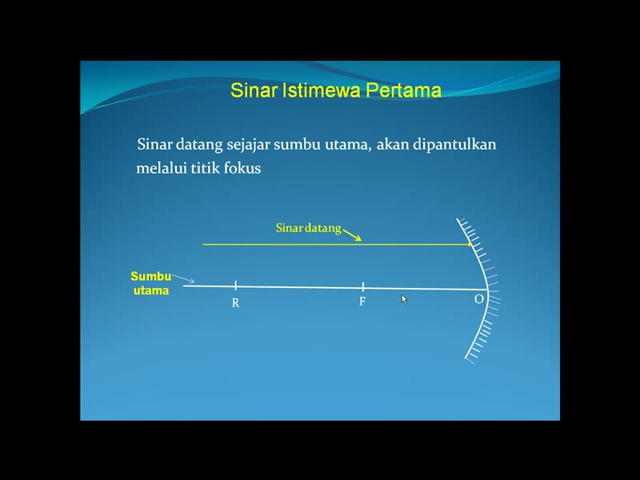 Sinar Istimewa Pertama
Sinar datang sejajar sumbu utama, akan dipantulkan
melalui titik fokus
Sinar datang
Sumbu
utama
R
F
O